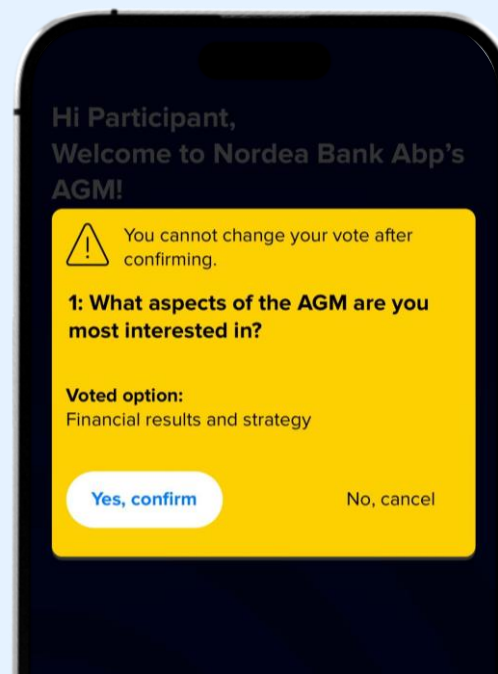 Hi Participant,
Welcome to Nordea Bank Abp's
AGM!
You cannot change your vote after
confirming.
1: What aspects of the AGM are you
most interested in?
Voted option:
Financial results and strategy
Yes, confirm
No, cancel